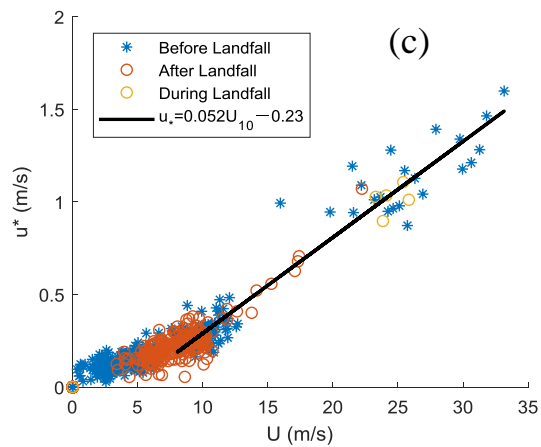 (c)
Before Landfall
After Landfall
During Landfall
u*=0.052U10−0.23
u* (m/s)
2
1.5
1
0.5
0
0 5 10 15 20 25 30 35
U (m/s)